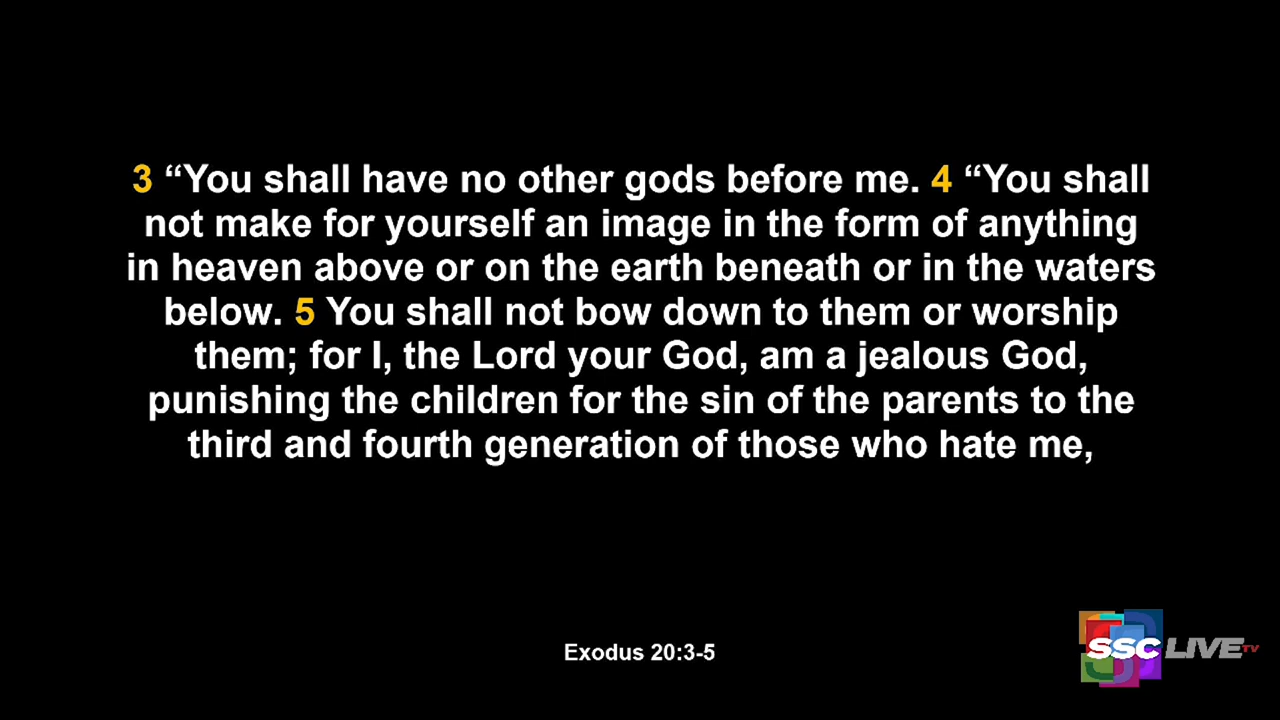 3 “You shall have no other gods before me. 4 “You shall
not make for yourself an image in the form of anything
in heaven above or on the earth beneath or in the waters
below. 5 You shall not bow down to them or worship
them; for I, the Lord your God, am a jealous God,
punishing the children for the sin of the parents to the
third and fourth generation of those who hate me,
Exodus 20:3-5
SSC LIVE TV